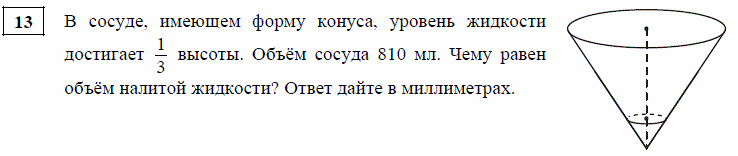 13 В сосуде, имеющем форму конуса, уровень жидкости
достигает 1/3 высоты. Объём сосуда 810 мл. Чему равен
объём налитой жидкости? Ответ дайте в миллиметрах.